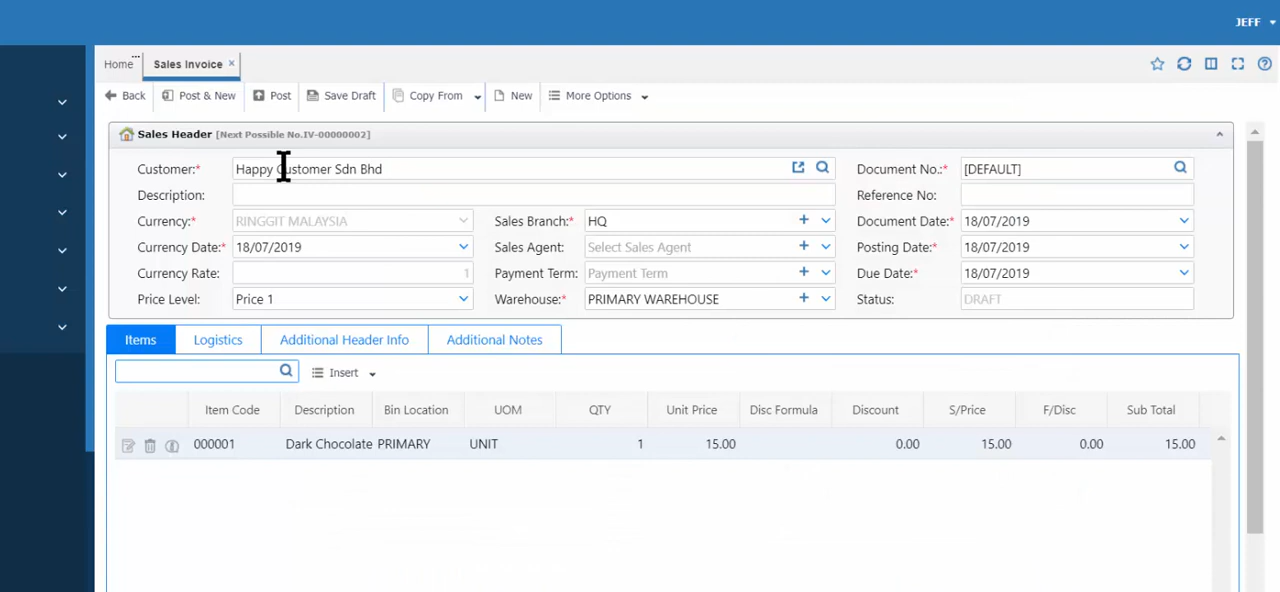 JEFF
Home Sales Invoice
Back Post & New Post Save Draft Copy From New More Options
Sales Header [Next Possible No.IV-00000002]
Customer:* Happy Customer Sdn Bhd Document No.:* [DEFAULT]
Description: Reference No:
Currency:* RINGGIT MALAYSIA Sales Branch:* HQ Document Date:* 18/07/2019
Currency Date:* 18/07/2019 Sales Agent: Select Sales Agent Posting Date:* 18/07/2019
Currency Rate: 1 Payment Term: Payment Term Due Date:* 18/07/2019
Price Level: Price 1 Warehouse:* PRIMARY WAREHOUSE Status: DRAFT
Items Logistics Additional Header Info Additional Notes
Insert
Item Code Description Bin Location UOM QTY Unit Price Disc Formula Discount S/Price F/Disc Sub Total
000001 Dark Chocolate PRIMARY UNIT 1 15.00 0.00 15.00 0.00 15.00